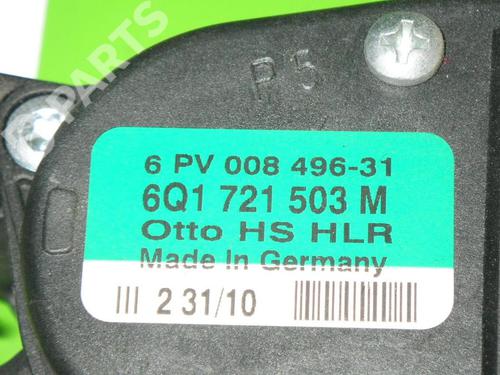 B PARTS
P5
6 PV 008 496-31
6Q1 721 503 M
Otto HS HLR
Made In Germany
III 2 31/10